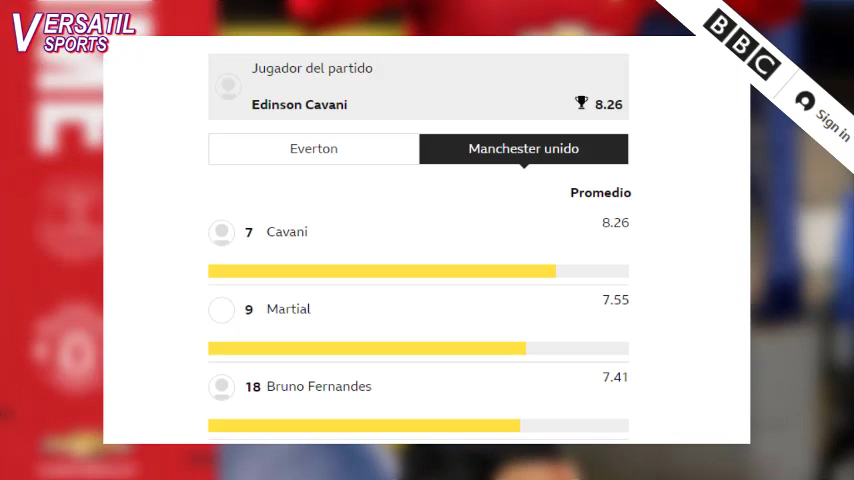 VERSATIL
SPORTS
BBC
Sign in
Jugador del partido
Edinson Cavani
8.26
Everton
Manchester unido
Promedio
7 Cavani
8.26
9 Martial
7.55
18 Bruno Fernandes
7.41